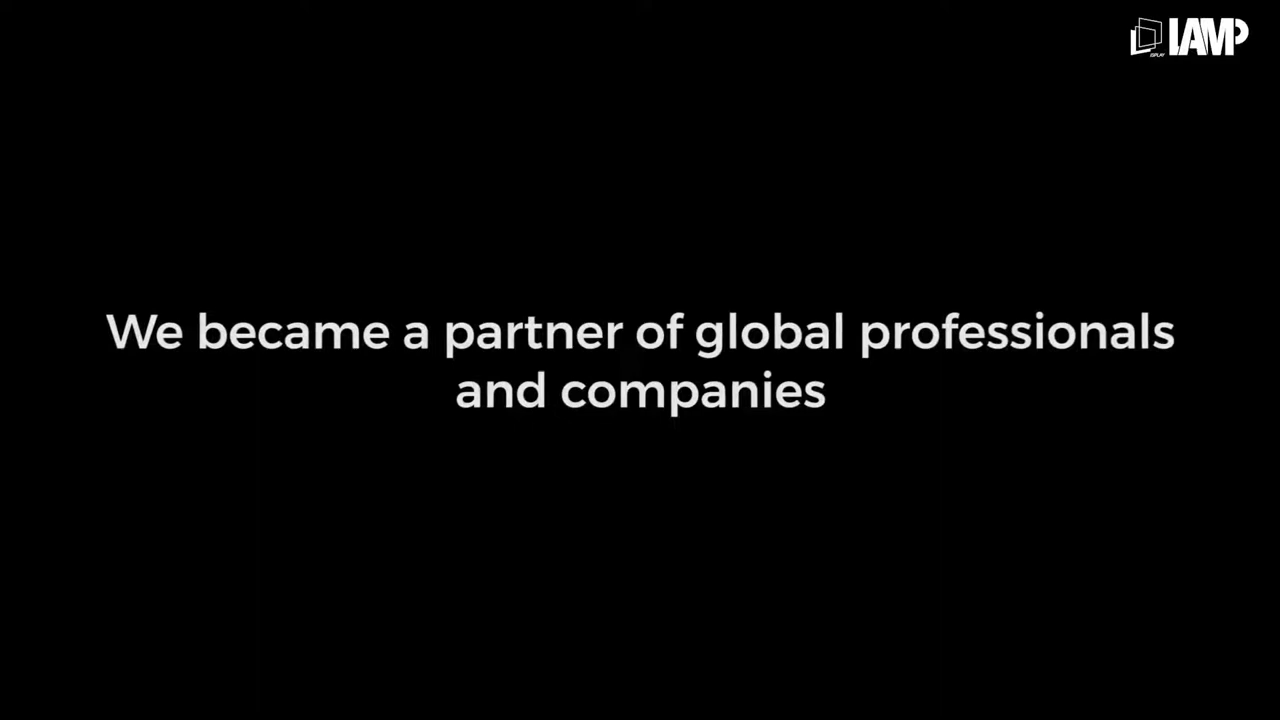 LAMP
We became a partner of global professionals
and companies